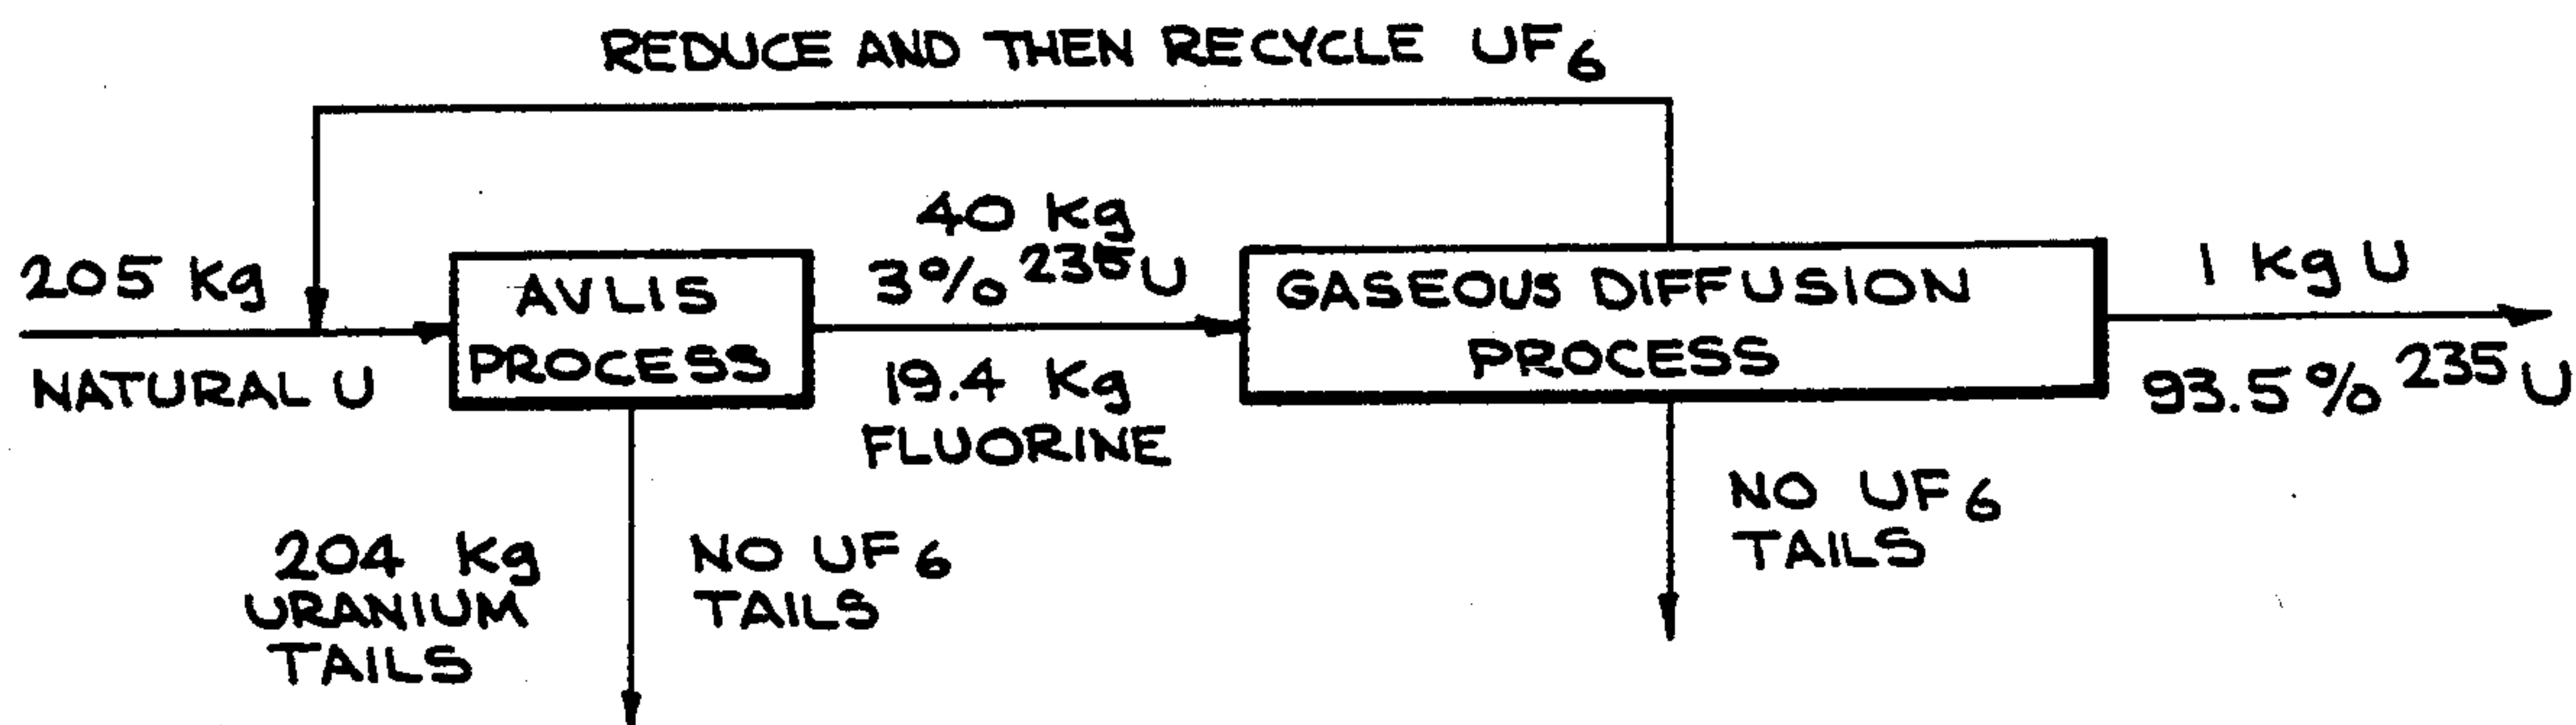 REDUCE AND THEN RECYCLE UF6
205 Kg
NATURAL U
AVLIS
PROCESS
40 Kg
3% 235U
19.4 Kg
FLUORINE
GASEOUS DIFFUSION
PROCESS
1 Kg U
93.5% 235U
204 Kg
URANIUM
TAILS
NO UF6
TAILS
NO UF6
TAILS